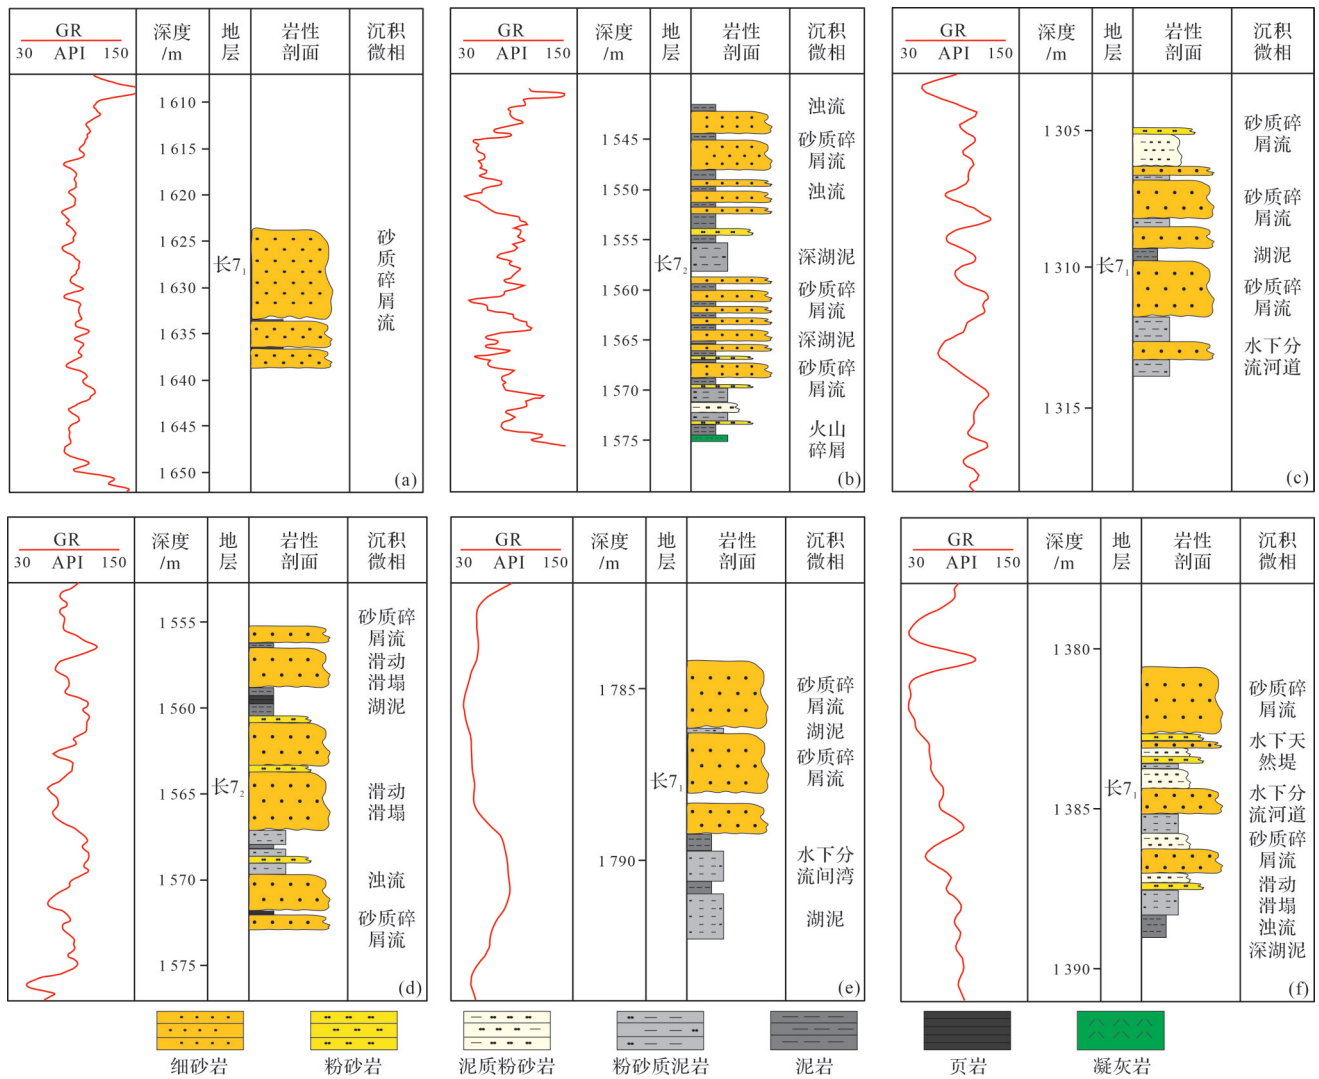 GR
30 API 150
深度
/m
地
层
岩性
剖面
沉积
微相
1 610
1 615
1 620
1 625
1 630
1 635
1 640
1 645
1 650
长7₁
砂
质
碎
屑
流
(a)
GR
30 API 150
深度
/m
地
层
岩性
剖面
沉积
微相
1 545
1 550
1 555
1 560
1 565
1 570
1 575
长7₂
浊流
砂质碎
屑流
浊流
深湖泥
砂质碎
屑流
深湖泥
砂质碎
屑流
火山
碎屑
(b)
GR
30 API 150
深度
/m
地
层
岩性
剖面
沉积
微相
1 305
1 310
1 315
长7₁
砂质碎
屑流
砂质碎
屑流
湖泥
砂质碎
屑流
水下分
流河道
(c)
GR
30 API 150
深度
/m
地
层
岩性
剖面
沉积
微相
1 555
1 560
1 565
1 570
1 575
长7₂
砂质碎
屑流
滑动
滑塌
湖泥
滑动
滑塌
浊流
砂质碎
屑流
(d)
GR
30 API 150
深度
/m
地
层
岩性
剖面
沉积
微相
1 785
1 790
长7₁
砂质碎
屑流
湖泥
砂质碎
屑流
水下分
流间湾
湖泥
(e)
GR
30 API 150
深度
/m
地
层
岩性
剖面
沉积
微相
1 380
1 385
1 390
长7₁
砂质碎
屑流
水下天
然堤
水下分
流河道
砂质碎
屑流
滑动
滑塌
浊流
深湖泥
(f)
细砂岩
粉砂岩
泥质粉砂岩
粉砂质泥岩
泥岩
页岩
凝灰岩